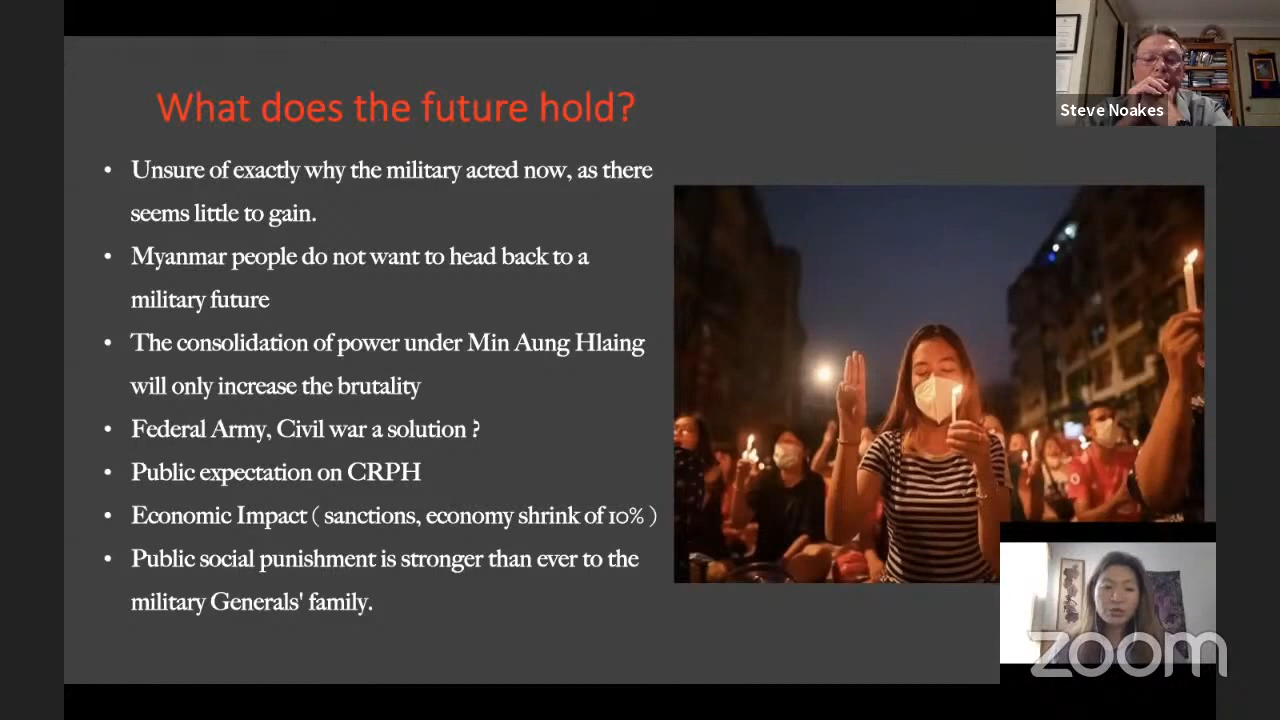 Steve Noakes
What does the future hold?
• Unsure of exactly why the military acted now, as there
seems little to gain.
• Myanmar people do not want to head back to a
military future
• The consolidation of power under Min Aung Hlaing
will only increase the brutality
• Federal Army, Civil war a solution ?
• Public expectation on CRPH
• Economic Impact ( sanctions, economy shrink of 10% )
• Public social punishment is stronger than ever to the
military Generals' family.
zoom